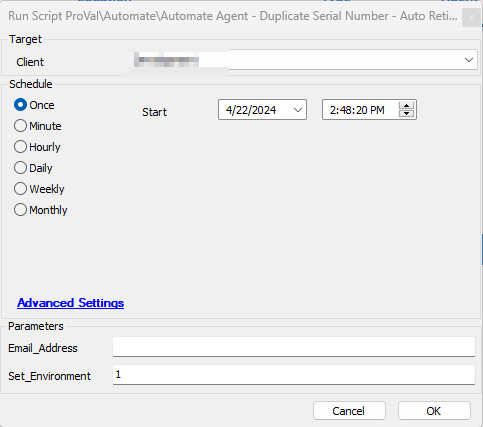 Run Script ProVal\Automate\Automate Agent - Duplicate Serial Number - Auto Reti...
Target
Client
Schedule
Once
Start 4/22/2024 2:48:20 PM
Minute
Hourly
Daily
Weekly
Monthly
Advanced Settings
Parameters
Email_Address
Set_Environment 1
Cancel OK